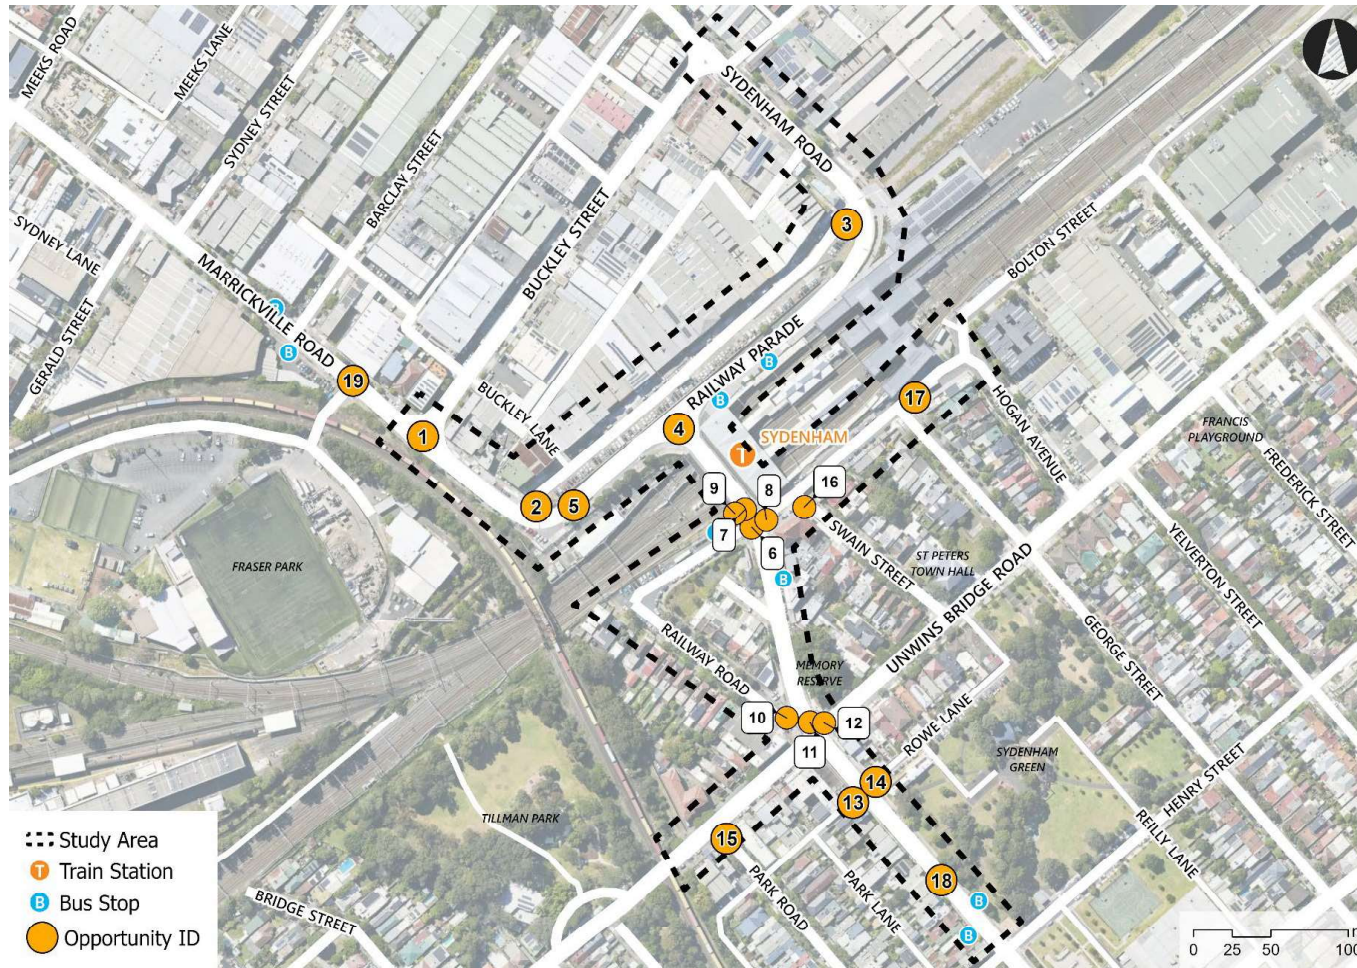 MEEKS ROAD
MEEKS LANE
SYDNEY STREET
BARCLAY STREET
SYDENHAM ROAD
SYDNEY LANE
GERALD STREET
MARRICKVILLE ROAD
BUCKLEY STREET
BUCKLEY LANE
RAILWAY PARADE
BOLTON STREET
3
B
B
B
B
19
1
2
5
4
T
SYDENHAM
17
HOGAN AVENUE
FRANCIS
PLAYGROUND
FREDERICK STREET
YELVERTON STREET
9
8
16
7
6
B
SWAIN STREET
ST PETERS
TOWN HALL
FRASER PARK
UNWINS BRIDGE ROAD
GEORGE STREET
RAILWAY ROAD
MEMORY
RESERVE
10
11
12
ROWE LANE
SYDENHAM
GREEN
HENRY STREET
REILLY LANE
14
13
15
18
TILLMAN PARK
PARK ROAD
PARK LANE
B
B
BRIDGE STREET
Study Area
T Train Station
B Bus Stop
Opportunity ID
0 25 50 100